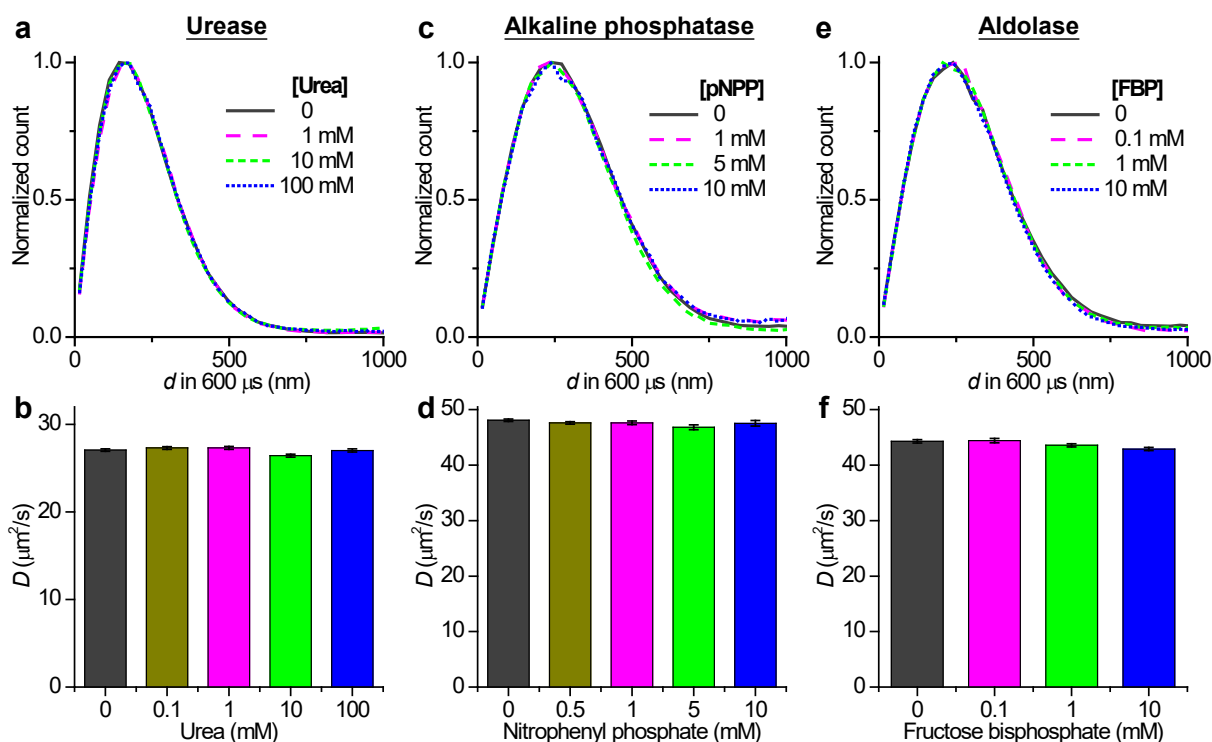 a
Urease
Normalized count
1.0
0.5
0.0
[Urea]
0
1 mM
10 mM
100 mM
0
500
1000
d in 600 μs (nm)
c
Alkaline phosphatase
Normalized count
1.0
0.5
0.0
[pNPP]
0
1 mM
5 mM
10 mM
0
500
1000
d in 600 μs (nm)
e
Aldolase
Normalized count
1.0
0.5
0.0
[FBP]
0
0.1 mM
1 mM
10 mM
0
500
1000
d in 600 μs (nm)
b
D (μm²/s)
30
20
10
0
0
0.1
1
10
100
Urea (mM)
d
D (μm²/s)
50
40
30
20
10
0
0
0.5
1
5
10
Nitrophenyl phosphate (mM)
f
D (μm²/s)
50
40
30
20
10
0
0
0.1
1
10
Fructose bisphosphate (mM)